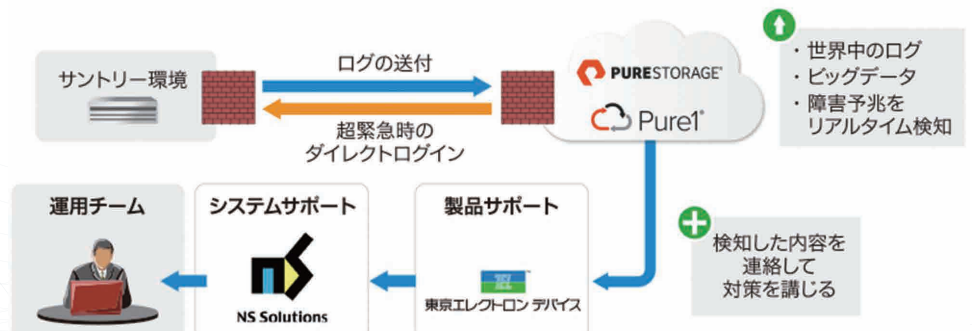 サントリー環境
ログの送付
超緊急時の
ダイレクトログイン
PURESTORAGE®
Pure1®
・世界中のログ
・ビッグデータ
・障害予兆を
リアルタイム検知
運用チーム
システムサポート
NS Solutions
製品サポート
東京エレクトロン デバイス
検知した内容を
連絡して
対策を講じる